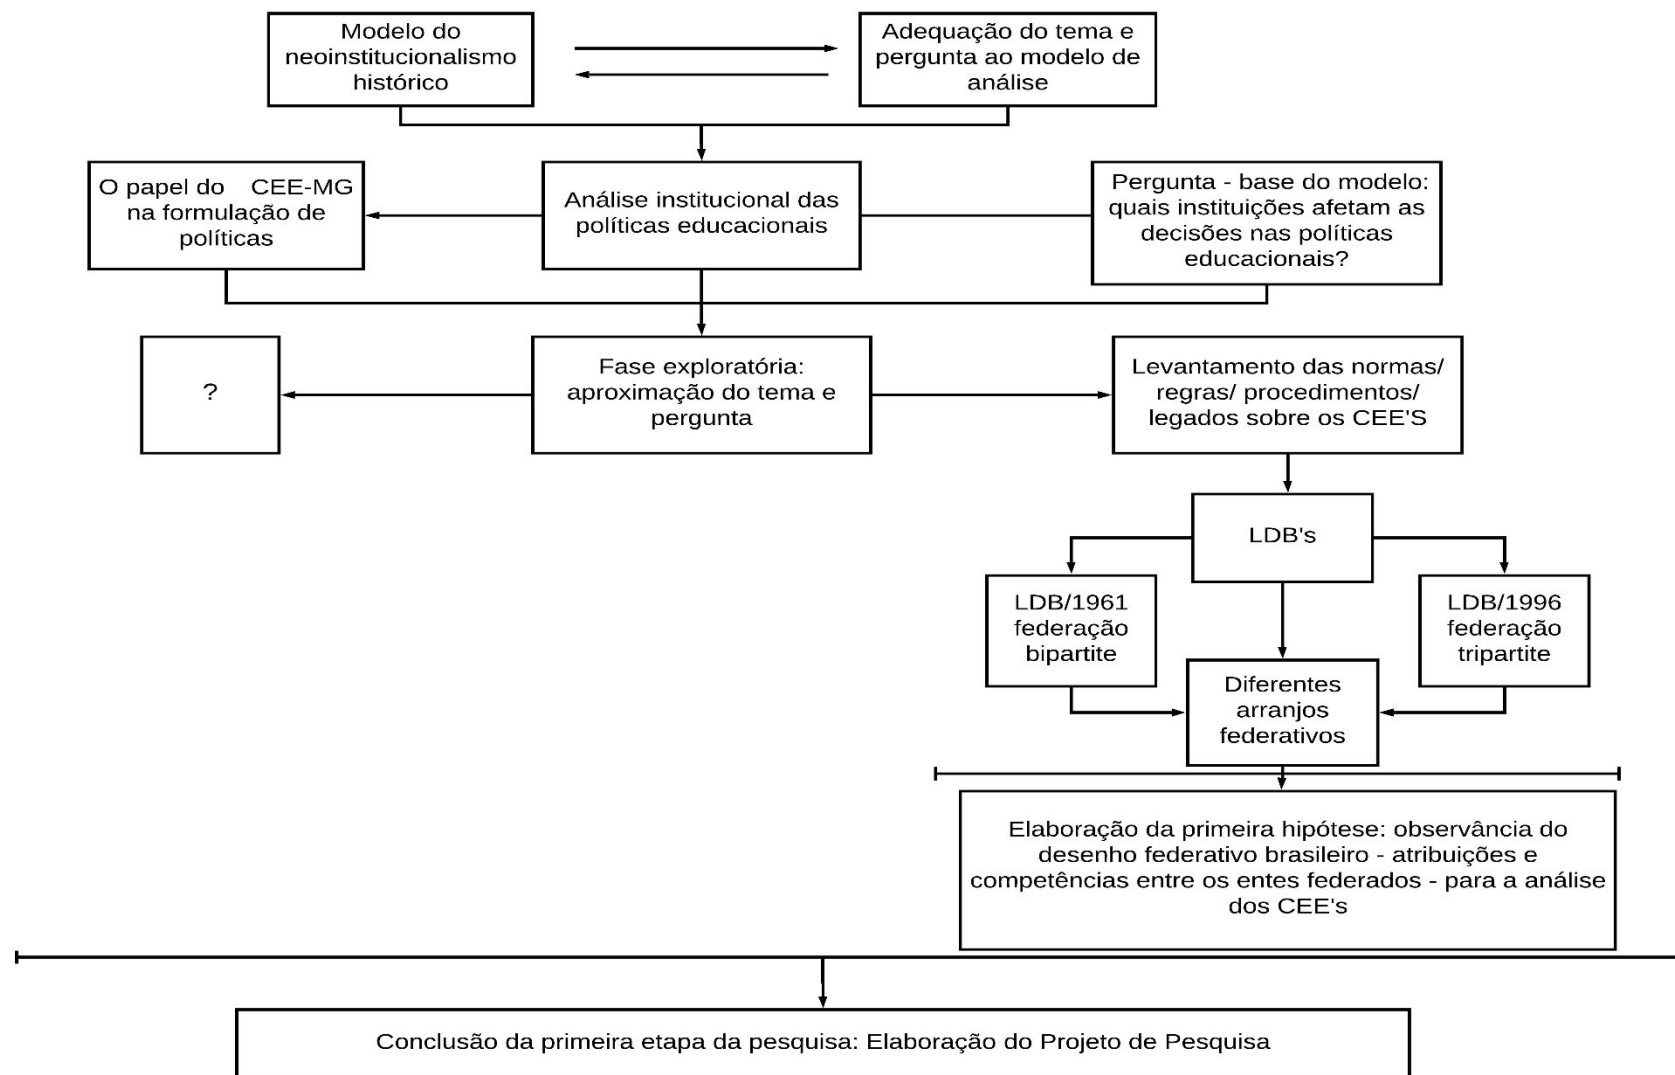 Modelo do
neoinstitucionalismo
histórico
Adequação do tema e
pergunta ao modelo de
análise
O papel do CEE-MG
na formulação de
políticas
Análise institucional das
políticas educacionais
Pergunta - base do modelo:
quais instituições afetam as
decisões nas políticas
educacionais?
?
Fase exploratória:
aproximação do tema e
pergunta
Levantamento das normas/
regras/ procedimentos/
legados sobre os CEE'S
LDB's
LDB/1961
federação
bipartite
LDB/1996
federação
tripartite
Diferentes
arranjos
federativos
Elaboração da primeira hipótese: observância do
desenho federativo brasileiro - atribuições e
competências entre os entes federados - para a análise
dos CEE's
Conclusão da primeira etapa da pesquisa: Elaboração do Projeto de Pesquisa